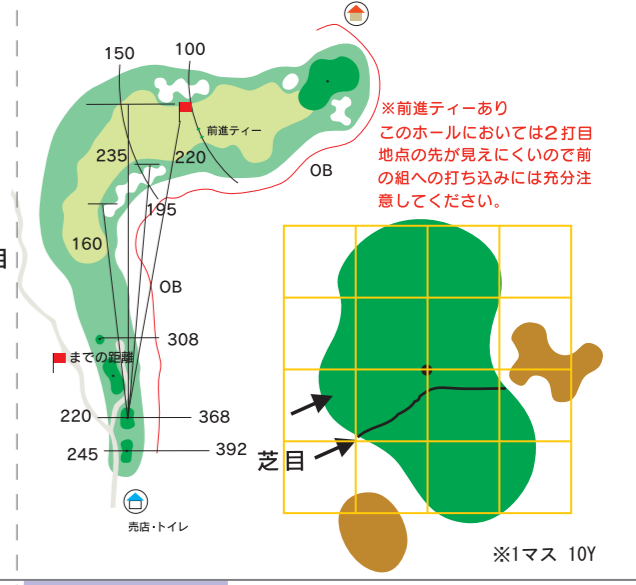 150
100
前進ティー
235
220
195
160
OB
OB
308
までの距離
220
368
245
392
売店・トイレ
※前進ティーあり
このホールにおいては2打目
地点の先が見えにくいので前
の組への打ち込みには充分注
意してください。
芝目
※1マス 10Y